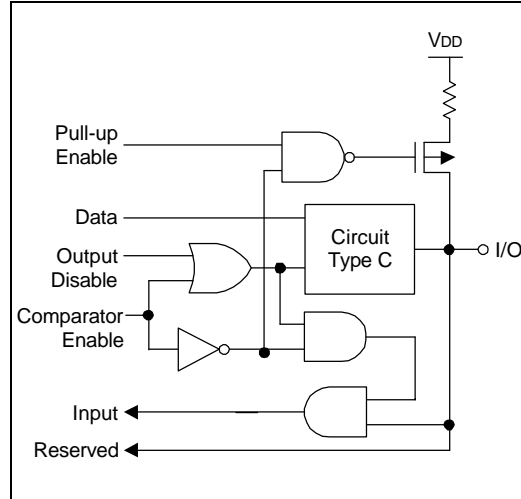 VDD
Pull-up
Enable
Data
Circuit
Type C
I/O
Output
Disable
Comparator
Enable
Input
Reserved